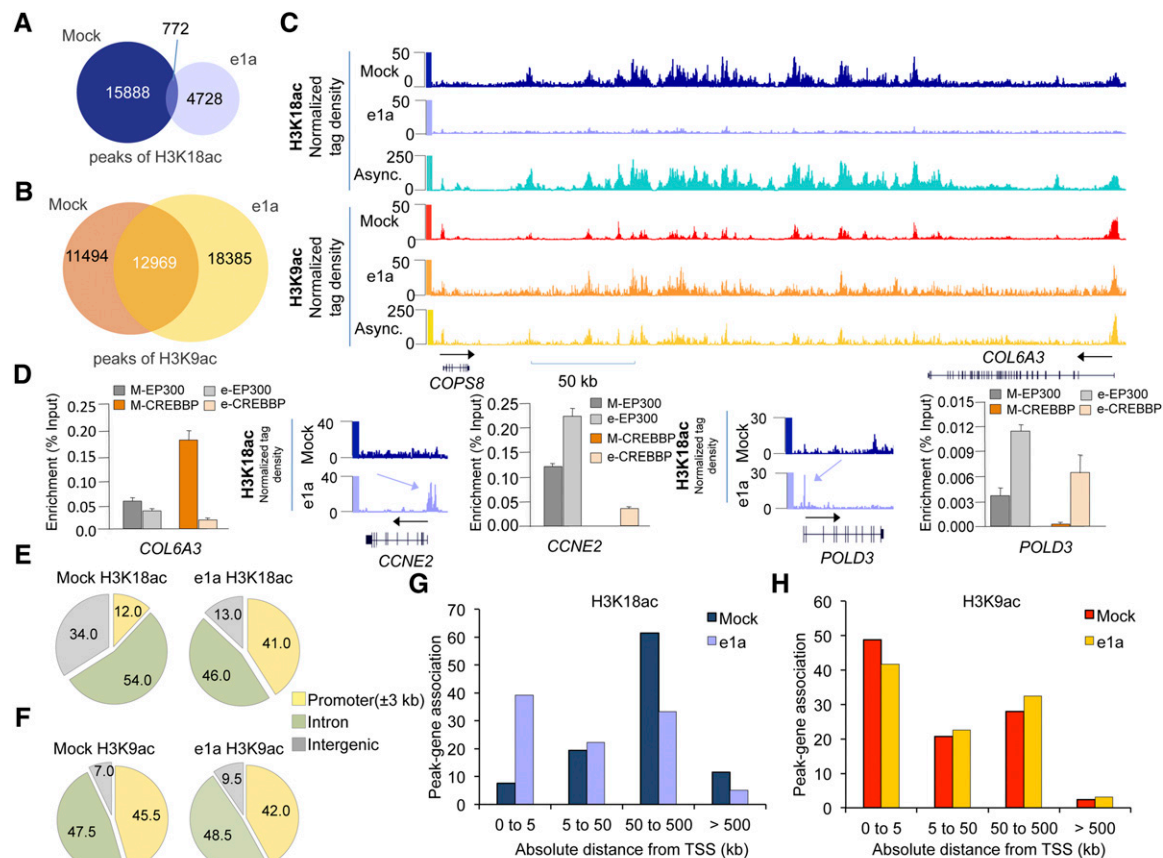 A
Mock
772
e1a
15888
4728
peaks of H3K18ac
B
Mock
e1a
11494
12969
18385
peaks of H3K9ac
C
H3K18ac
Normalized
tag density
50
Mock
0
50
e1a
0
250
Async.
0
H3K9ac
Normalized
tag density
50
Mock
0
50
e1a
0
250
Async.
0
COPS8
50 kb
COL6A3
D
M-EP300
e-EP300
M-CREBBP
e-CREBBP
Enrichment (% Input)
0.25
0.20
0.15
0.10
0.05
0.00
COL6A3
H3K18ac
Normalized tag
density
Mock
40
0
e1a
40
0
CCNE2
M-EP300
e-EP300
M-CREBBP
e-CREBBP
Enrichment (% Input)
0.25
0.20
0.15
0.10
0.05
0.00
CCNE2
H3K18ac
Normalized tag
density
Mock
30
0
e1a
30
0
POLD3
M-EP300
e-EP300
M-CREBBP
e-CREBBP
Enrichment (% Input)
0.015
0.012
0.009
0.006
0.003
0.000
POLD3
E
Mock H3K18ac
e1a H3K18ac
12.0
34.0
54.0
13.0
41.0
46.0
Promoter(±3 kb)
Intron
Intergenic
F
Mock H3K9ac
e1a H3K9ac
7.0
45.5
47.5
9.5
42.0
48.5
G
H3K18ac
Mock
e1a
Peak-gene association
70
60
50
40
30
20
10
0
0 to 5
5 to 50
50 to 500
> 500
Absolute distance from TSS (kb)
H
H3K9ac
Mock
e1a
Peak-gene association
60
50
40
30
20
10
0
0 to 5
5 to 50
50 to 500
> 500
Absolute distance from TSS (kb)